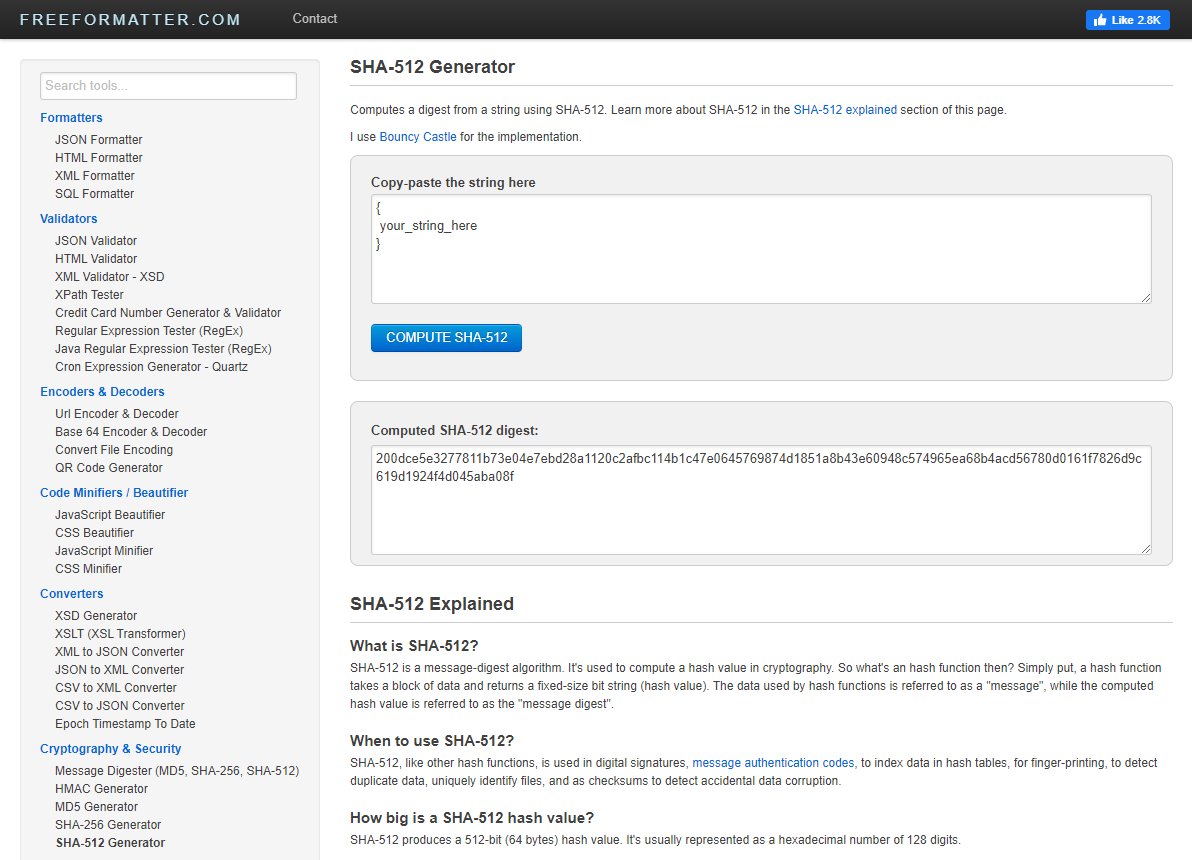 FREEFORMATTER.COM
Contact
Like 2.8K
Search tools...
Formatters
JSON Formatter
HTML Formatter
XML Formatter
SQL Formatter
Validators
JSON Validator
HTML Validator
XML Validator - XSD
XPath Tester
Credit Card Number Generator & Validator
Regular Expression Tester (RegEx)
Java Regular Expression Tester (RegEx)
Cron Expression Generator - Quartz
Encoders & Decoders
Url Encoder & Decoder
Base 64 Encoder & Decoder
Convert File Encoding
QR Code Generator
Code Minifiers / Beautifier
JavaScript Beautifier
CSS Beautifier
JavaScript Minifier
CSS Minifier
Converters
XSD Generator
XSLT (XSL Transformer)
XML to JSON Converter
JSON to XML Converter
CSV to XML Converter
CSV to JSON Converter
Epoch Timestamp To Date
Cryptography & Security
Message Digester (MD5, SHA-256, SHA-512)
HMAC Generator
MD5 Generator
SHA-256 Generator
SHA-512 Generator
SHA-512 Generator
Computes a digest from a string using SHA-512. Learn more about SHA-512 in the SHA-512 explained section of this page.
I use Bouncy Castle for the implementation.
Copy-paste the string here
{
your_string_here
}
COMPUTE SHA-512
Computed SHA-512 digest:
200dce5e3277811b73e04e7ebd28a1120c2afbc114b1c47e0645769874d1851a8b43e60948c574965ea68b4acd56780d0161f7826d9c
619d1924f4d045aba08f
SHA-512 Explained
What is SHA-512?
SHA-512 is a message-digest algorithm. It's used to compute a hash value in cryptography. So what's an hash function then? Simply put, a hash function
takes a block of data and returns a fixed-size bit string (hash value). The data used by hash functions is referred to as a "message", while the computed
hash value is referred to as the "message digest".
When to use SHA-512?
SHA-512, like other hash functions, is used in digital signatures, message authentication codes, to index data in hash tables, for finger-printing, to detect
duplicate data, uniquely identify files, and as checksums to detect accidental data corruption.
How big is a SHA-512 hash value?
SHA-512 produces a 512-bit (64 bytes) hash value. It's usually represented as a hexadecimal number of 128 digits.